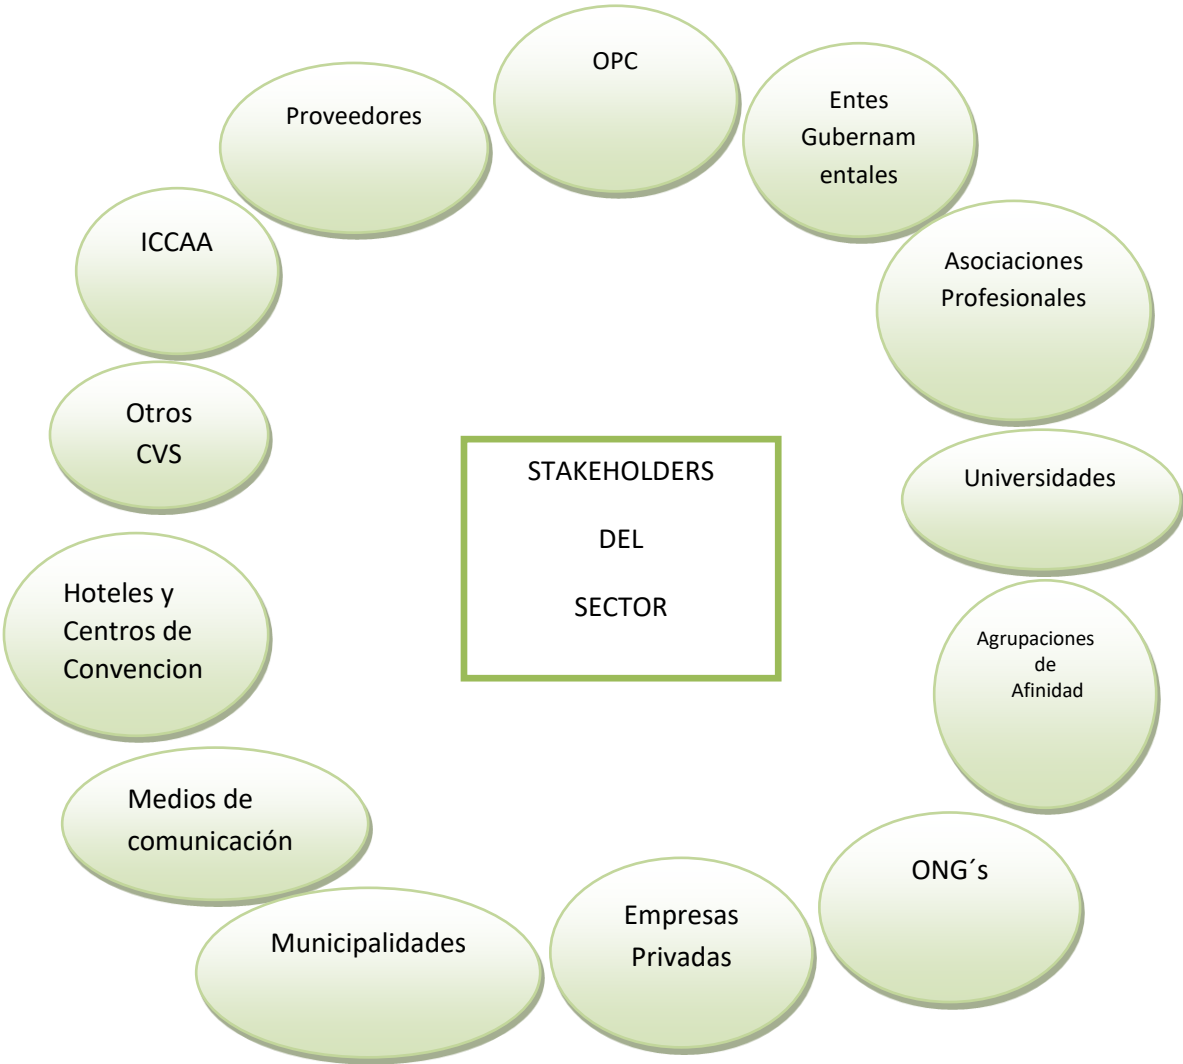 OPC
Entes
Gubernam
entales
Proveedores
ICCAA
Asociaciones
Profesionales
Otros
CVS
STAKEHOLDERS
DEL
SECTOR
Universidades
Hoteles y
Centros de
Convencion
Agrupaciones
de
Afinidad
Medios de
comunicación
ONG´s
Empresas
Privadas
Municipalidades